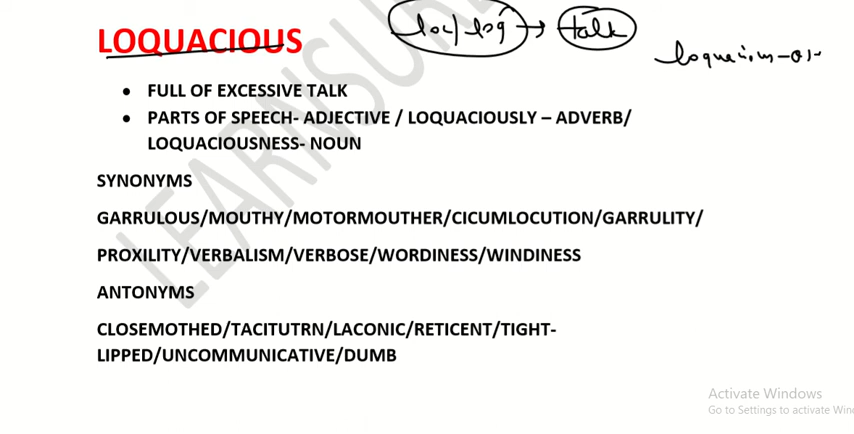 LOQUACIOUS
loc/log → talk
• FULL OF EXCESSIVE TALK
• PARTS OF SPEECH- ADJECTIVE / LOQUACIOUSLY – ADVERB/
LOQUACIOUSNESS- NOUN
SYNONYMS
GARRULOUS/MOUTHY/MOTORMOUTHER/CICUMLOCUTION/GARRULITY/
PROXILITY/VERBALISM/VERBOSE/WORDINESS/WINDINESS
ANTONYMS
CLOSEMOTHED/TACITUTRN/LACONIC/RETICENT/TIGHT-
LIPPED/UNCOMMUNICATIVE/DUMB
Activate Windows
Go to Settings to activate Win